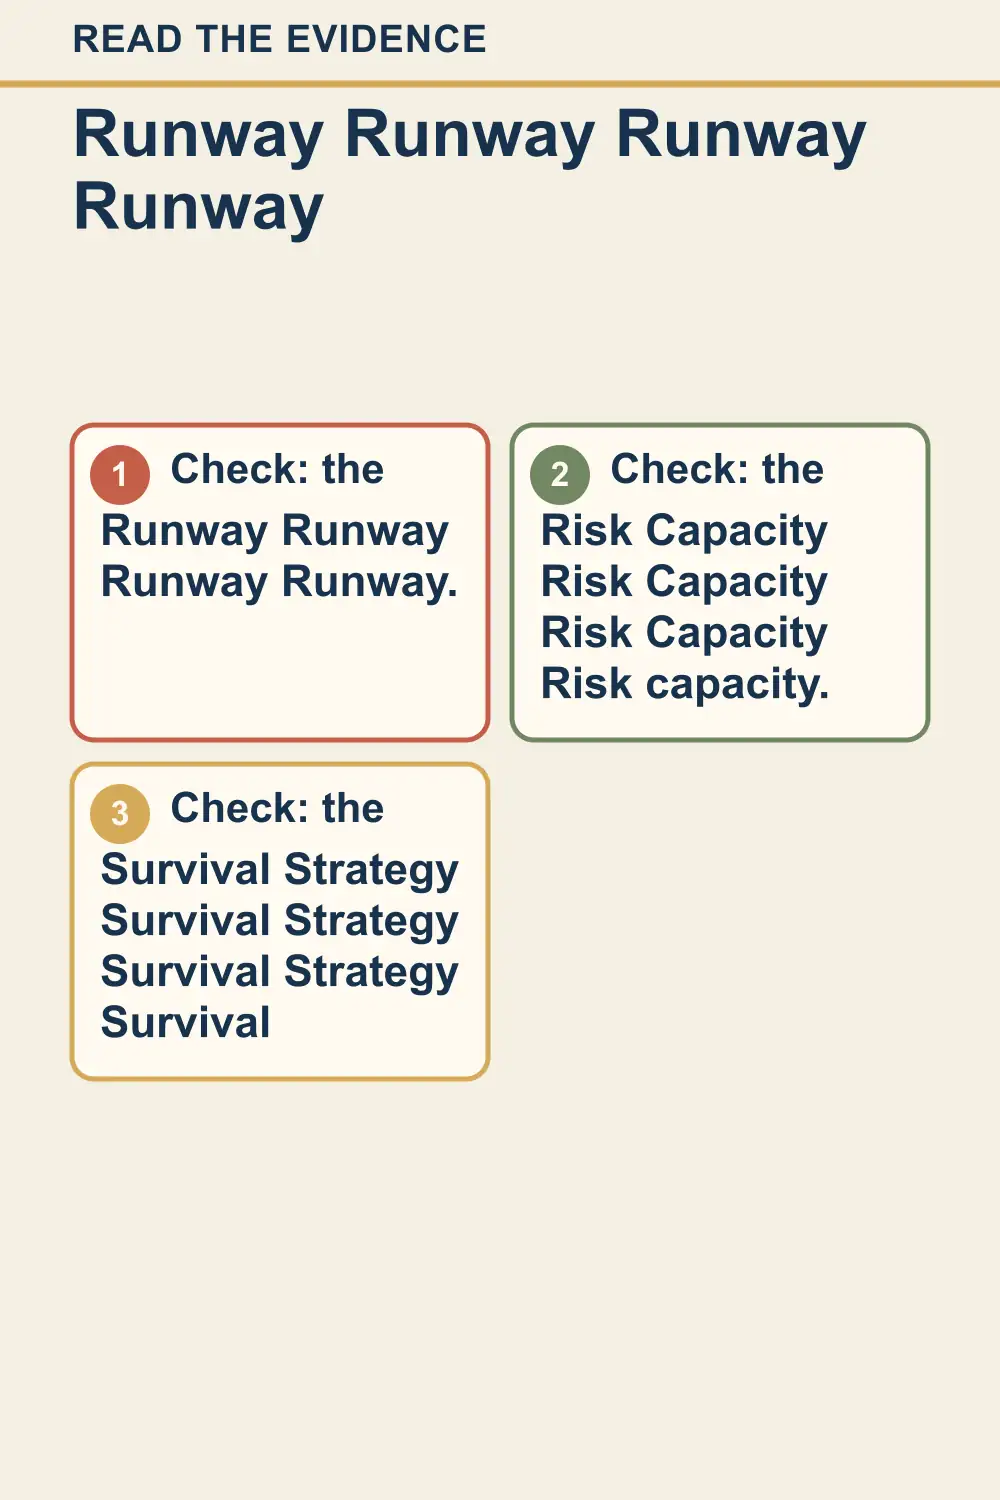 READ THE EVIDENCE
Runway Runway Runway
Runway
1 Check: the
Runway Runway
Runway Runway.
2 Check: the
Risk Capacity
Risk Capacity
Risk Capacity
Risk capacity.
3 Check: the
Survival Strategy
Survival Strategy
Survival Strategy
Survival